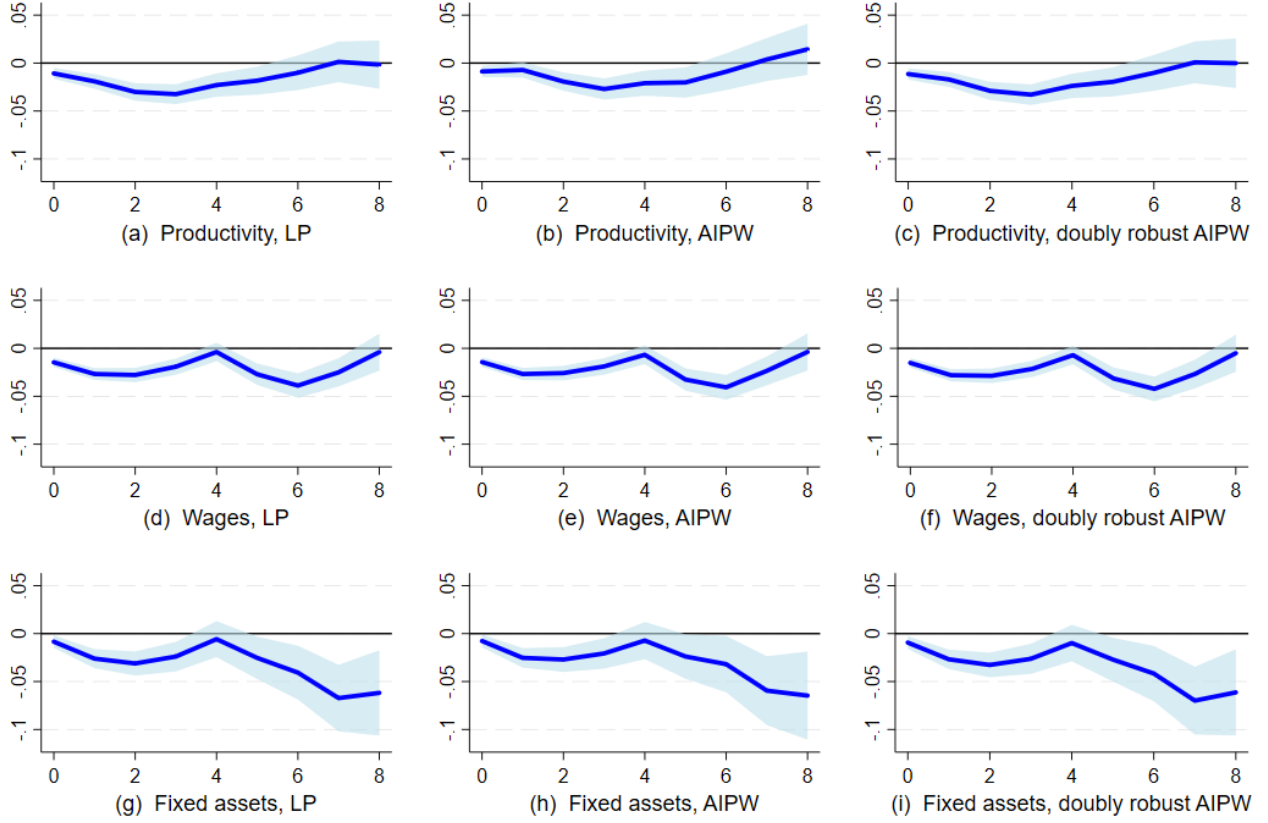 .05
0
-.05
-.1
0 2 4 6 8
(a) Productivity, LP
.05
0
-.05
-.1
0 2 4 6 8
(b) Productivity, AIPW
.05
0
-.05
-.1
0 2 4 6 8
(c) Productivity, doubly robust AIPW
.05
0
-.05
-.1
0 2 4 6 8
(d) Wages, LP
.05
0
-.05
-.1
0 2 4 6 8
(e) Wages, AIPW
.05
0
-.05
-.1
0 2 4 6 8
(f) Wages, doubly robust AIPW
.05
0
-.05
-.1
0 2 4 6 8
(g) Fixed assets, LP
.05
0
-.05
-.1
0 2 4 6 8
(h) Fixed assets, AIPW
.05
0
-.05
-.1
0 2 4 6 8
(i) Fixed assets, doubly robust AIPW